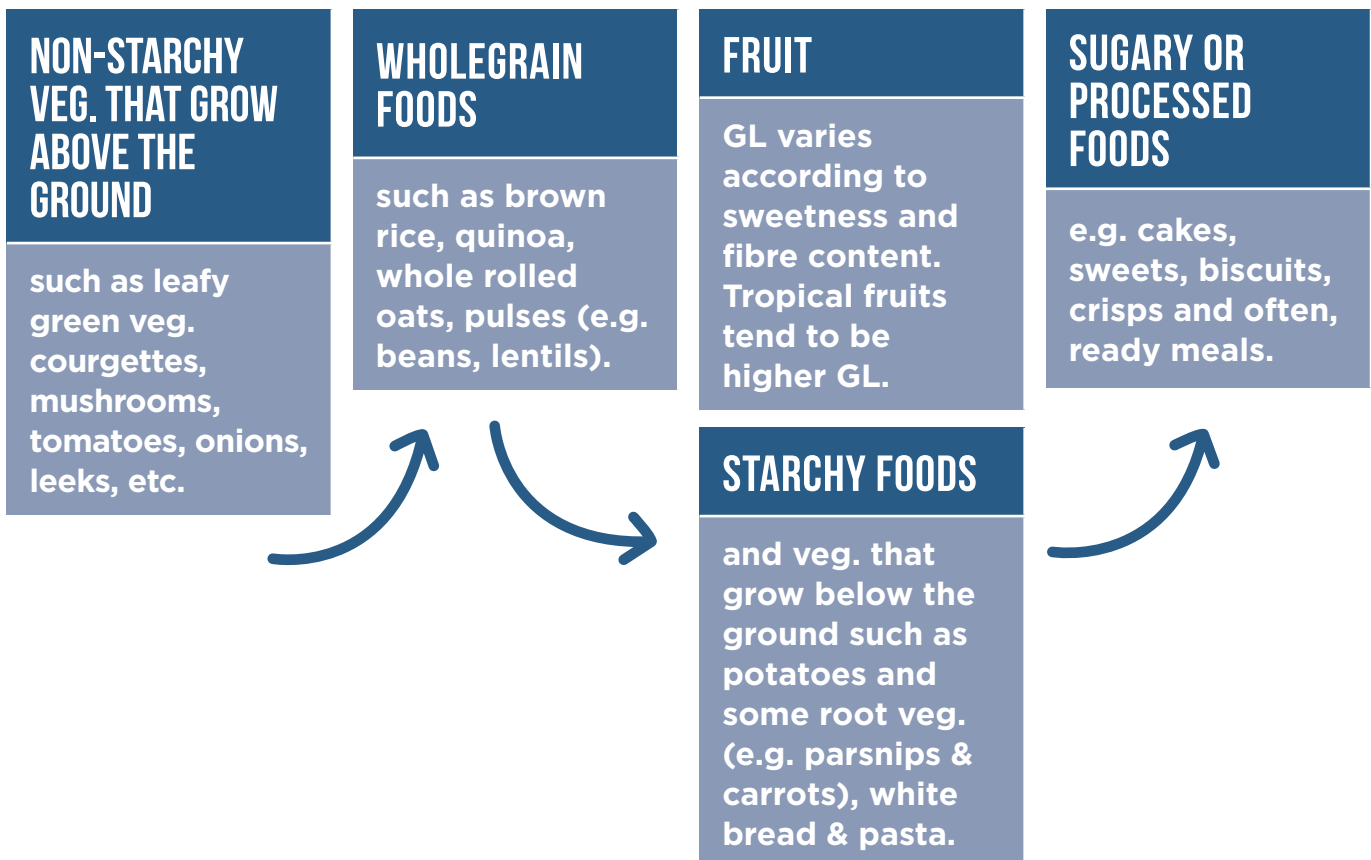 NON-STARCHY
VEG. THAT GROW
ABOVE THE
GROUND
such as leafy
green veg.
courgettes,
mushrooms,
tomatoes, onions,
leeks, etc.
WHOLEGRAIN
FOODS
such as brown
rice, quinoa,
whole rolled
oats, pulses (e.g.
beans, lentils).
FRUIT
GL varies
according to
sweetness and
fibre content.
Tropical fruits
tend to be
higher GL.
STARCHY FOODS
and veg. that
grow below the
ground such as
potatoes and
some root veg.
(e.g. parsnips &
carrots), white
bread & pasta.
SUGARY OR
PROCESSED
FOODS
e.g. cakes,
sweets, biscuits,
crisps and often,
ready meals.